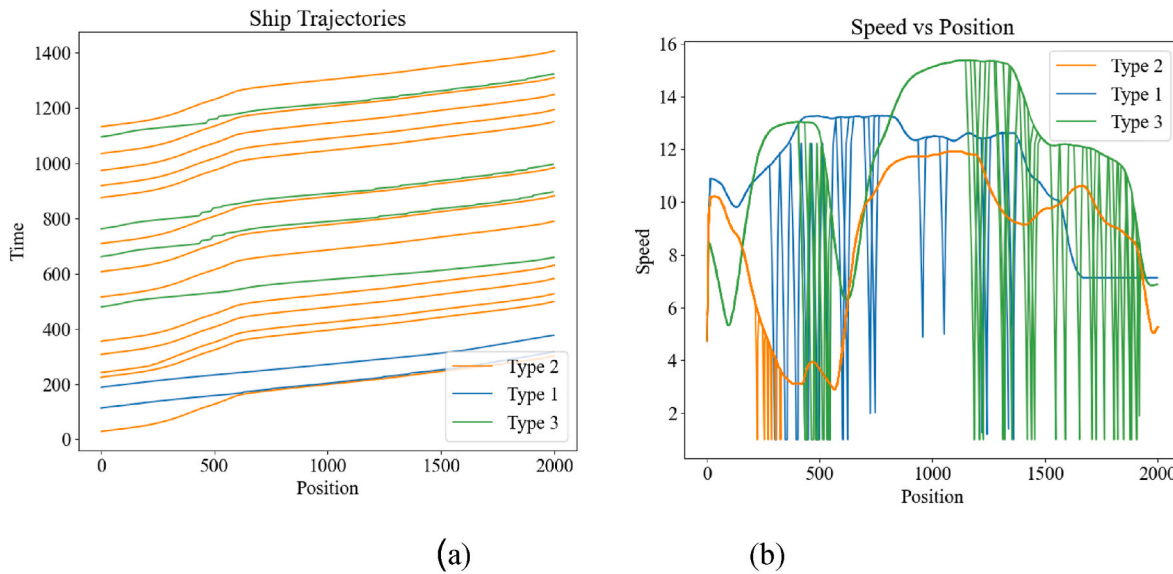 Ship Trajectories
1400
1200
1000
800
600
400
200
0
Time
0 500 1000 1500 2000
Position
Type 2
Type 1
Type 3
(a)
Speed vs Position
16
14
12
10
8
6
4
2
Speed
0 500 1000 1500 2000
Position
Type 2
Type 1
Type 3
(b)